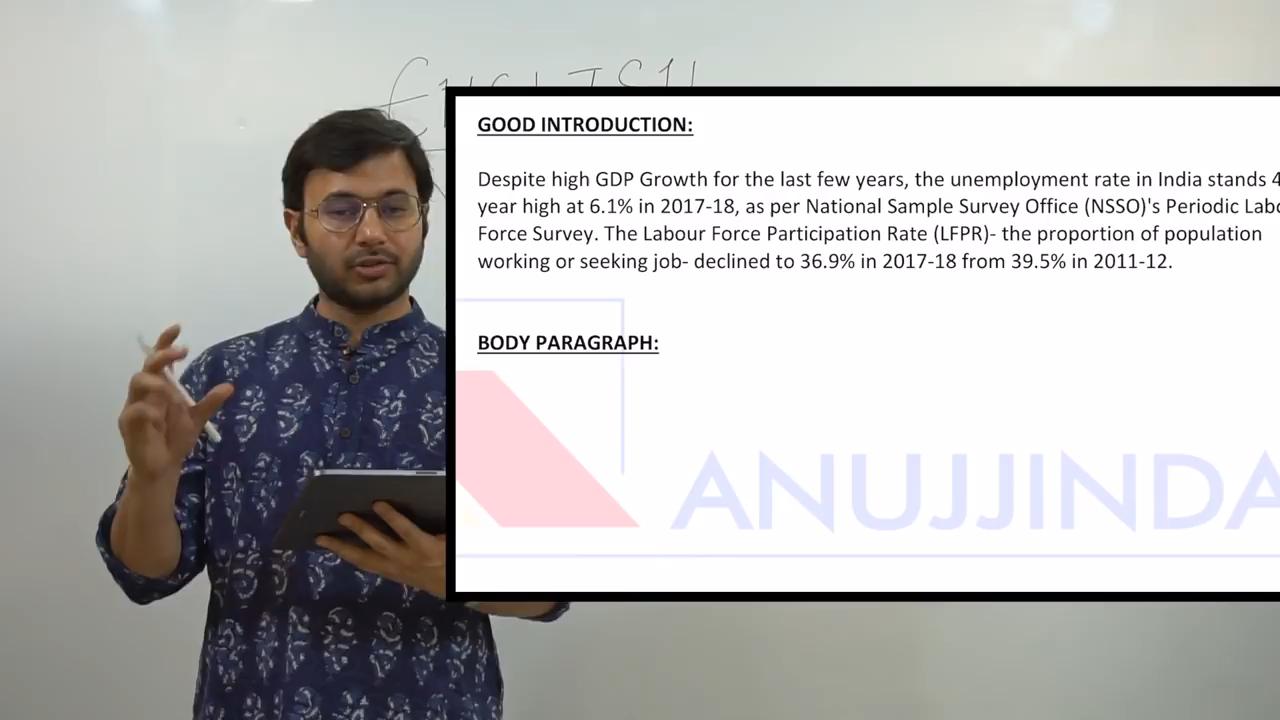 ENGLISH
GOOD INTRODUCTION:
Despite high GDP Growth for the last few years, the unemployment rate in India stands 4
year high at 6.1% in 2017-18, as per National Sample Survey Office (NSSO)'s Periodic Labo
Force Survey. The Labour Force Participation Rate (LFPR)- the proportion of population
working or seeking job- declined to 36.9% in 2017-18 from 39.5% in 2011-12.
BODY PARAGRAPH:
ANUJJINDA